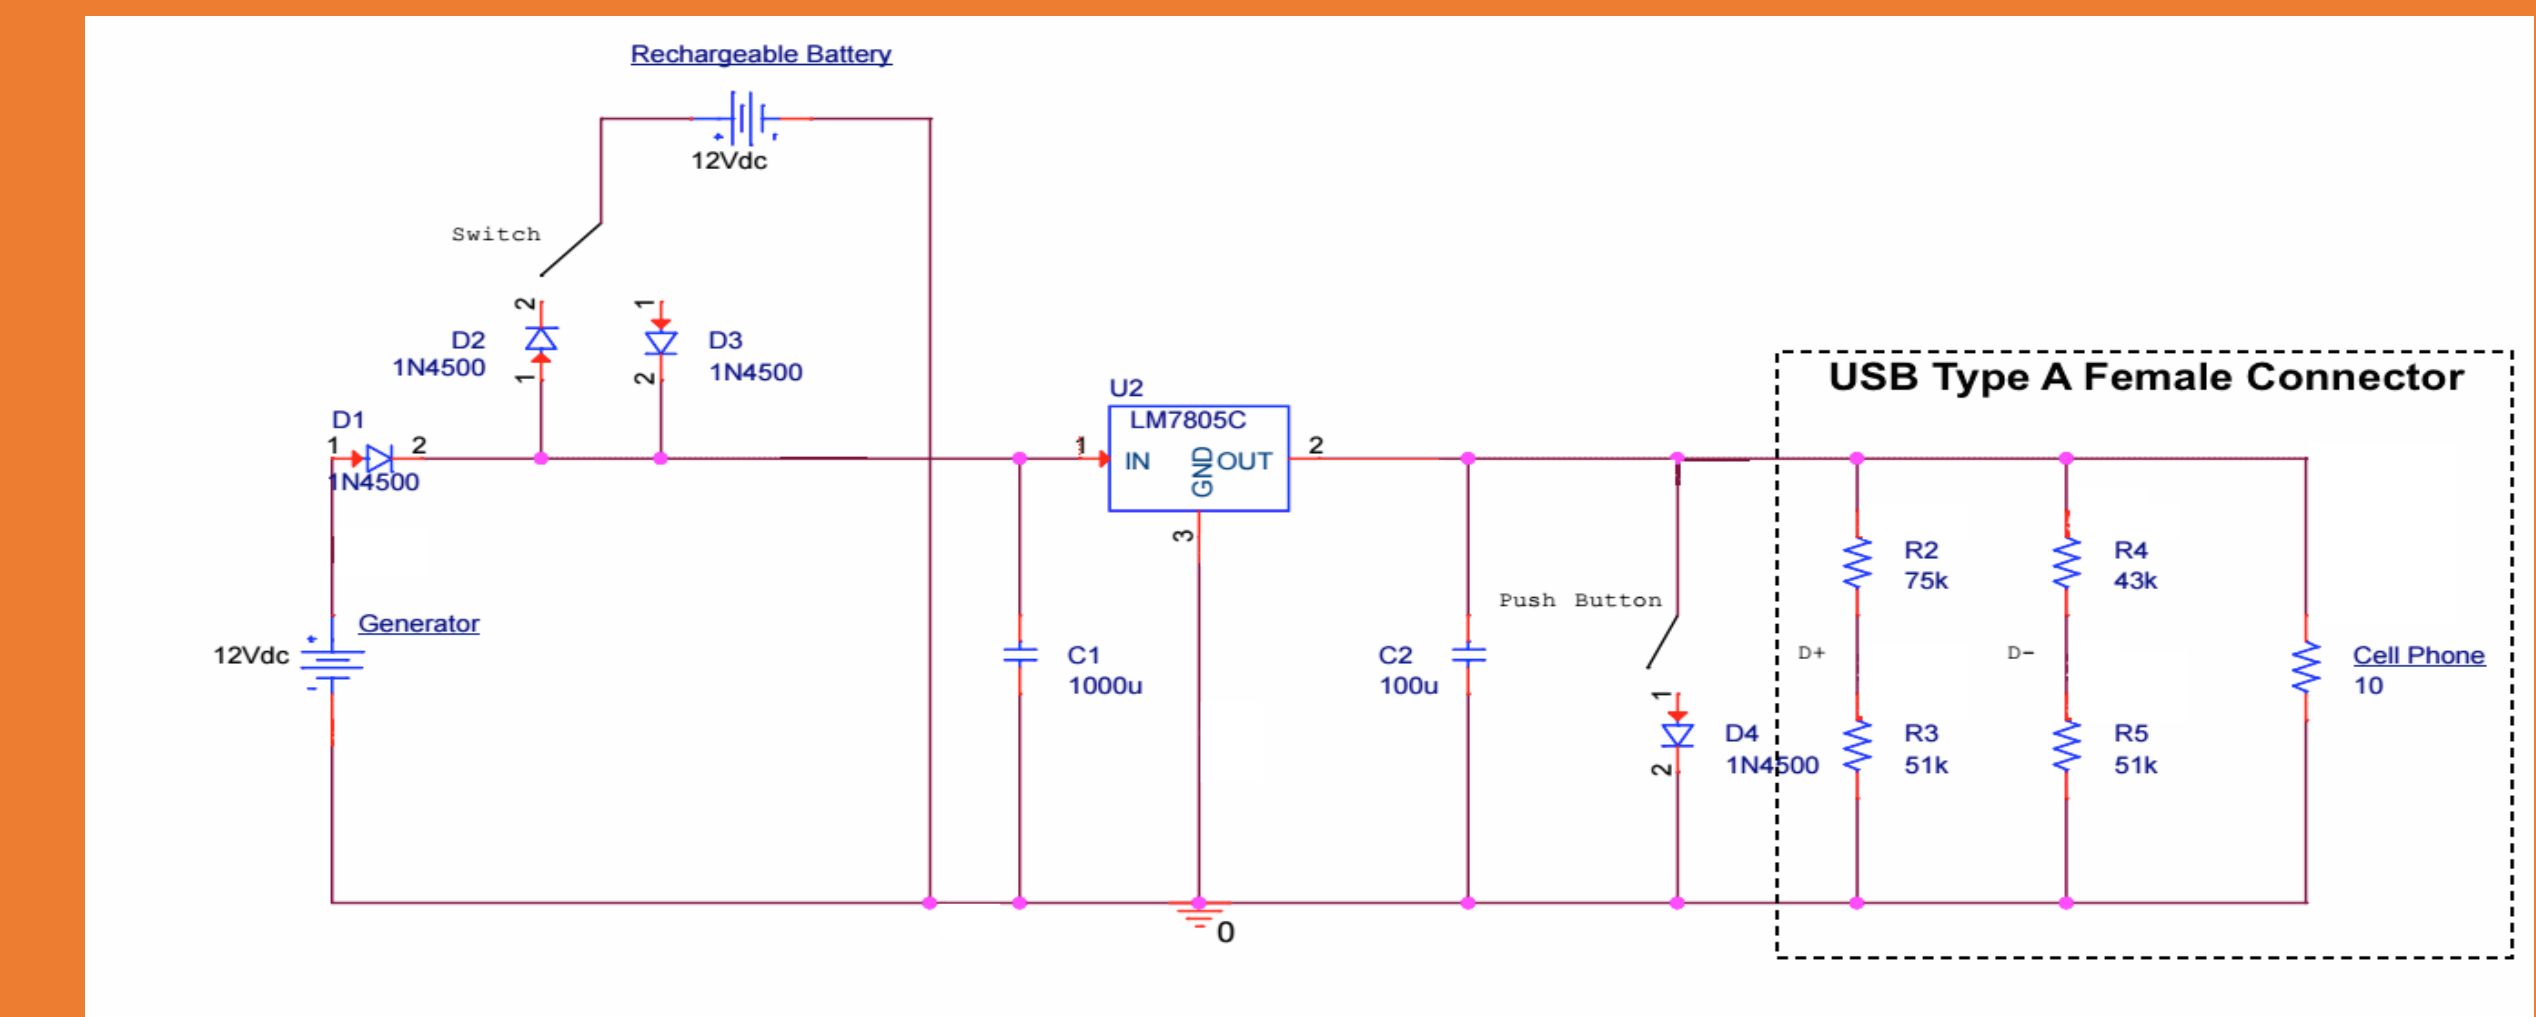 Rechargeable Battery
12Vdc
Switch
2
1
D2
1N4500
D3
1N4500
1
2
D1
1
2
1N4500
U2
LM7805C
1
IN
GND
OUT
2
3
USB Type A Female Connector
Generator
12Vdc
C1
1000u
C2
100u
Push Button
1
D4
1N4500
2
D+
R2
75k
R3
51k
D-
R4
43k
R5
51k
Cell Phone
10
0